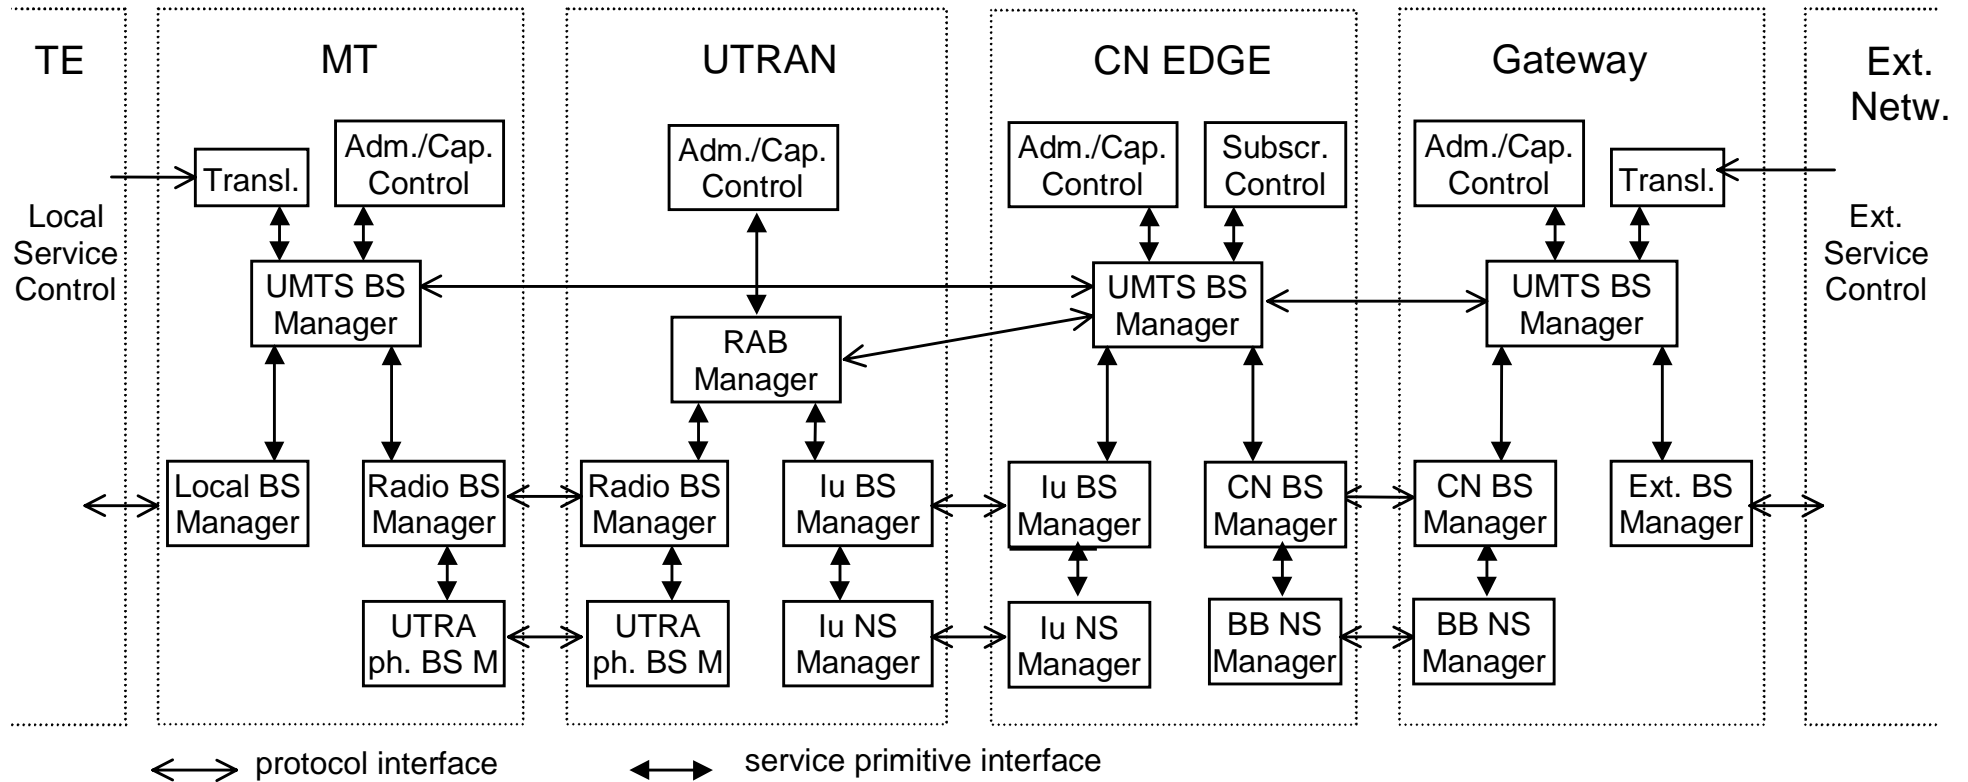 TE
MT
UTRAN
CN EDGE
Gateway
Ext.
Netw.
Transl.
Adm./Cap.
Control
Adm./Cap.
Control
Adm./Cap.
Control
Subscr.
Control
Adm./Cap.
Control
Transl.
Local
Service
Control
Ext.
Service
Control
UMTS BS
Manager
RAB
Manager
UMTS BS
Manager
UMTS BS
Manager
Local BS
Manager
Radio BS
Manager
Radio BS
Manager
Iu BS
Manager
Iu BS
Manager
CN BS
Manager
CN BS
Manager
Ext. BS
Manager
UTRA
ph. BS M
UTRA
ph. BS M
Iu NS
Manager
Iu NS
Manager
BB NS
Manager
BB NS
Manager
protocol interface
service primitive interface